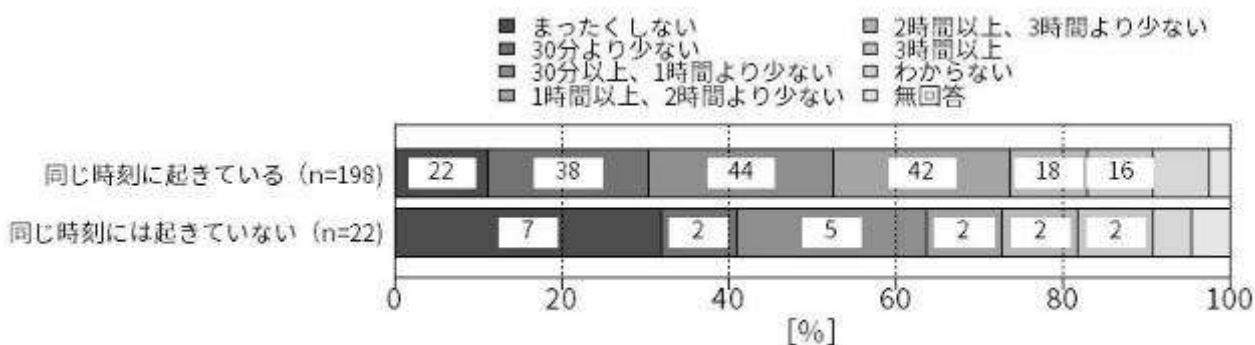 まったくしない
30分より少ない
30分以上、1時間より少ない
1時間以上、2時間より少ない
2時間以上、3時間より少ない
3時間以上
わからない
無回答
同じ時刻に起きている（n=198)
22 38 44 42 18 16
同じ時刻には起きていない（n=22)
7 2 5 2 2 2
0 20 40 60 80 100
[%]